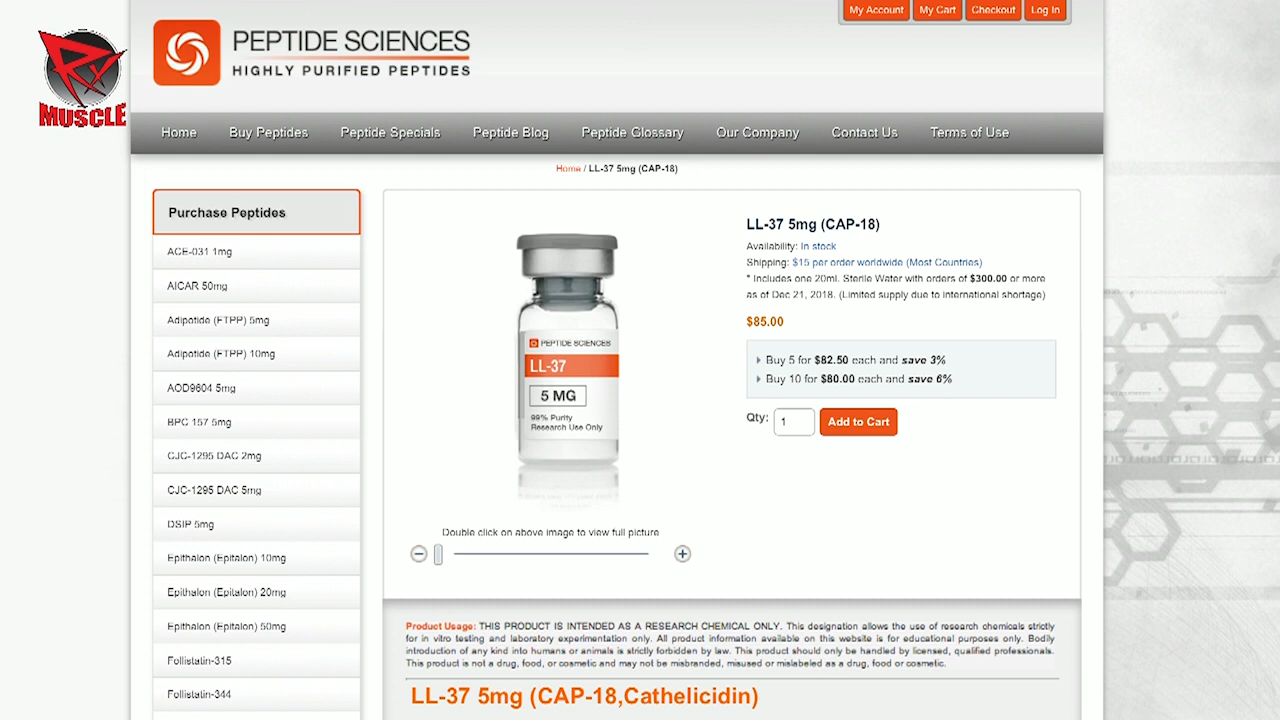 My Account
My Cart
Checkout
Log In
RX
MUSCLE
PEPTIDE SCIENCES
HIGHLY PURIFIED PEPTIDES
Home
Buy Peptides
Peptide Specials
Peptide Blog
Peptide Glossary
Our Company
Contact Us
Terms of Use
Home / LL-37 5mg (CAP-18)
Purchase Peptides
ACE-031 1mg
AICAR 50mg
Adipotide (FTPP) 5mg
Adipotide (FTPP) 10mg
AOD9604 5mg
BPC 157 5mg
CJC-1295 DAC 2mg
CJC-1295 DAC 5mg
DSIP 5mg
Epithalon (Epitalon) 10mg
Epithalon (Epitalon) 20mg
Epithalon (Epitalon) 50mg
Follistatin-315
Follistatin-344
PEPTIDE SCIENCES
LL-37
5 MG
99% Purity
Research Use Only
Double click on above image to view full picture
LL-37 5mg (CAP-18)
Availability: In stock
Shipping: $15 per order worldwide (Most Countries)
* Includes one 20ml. Sterile Water with orders of $300.00 or more
as of Dec 21, 2018. (Limited supply due to international shortage)
$85.00
Buy 5 for $82.50 each and save 3%
Buy 10 for $80.00 each and save 6%
Qty: 1 Add to Cart
Product Usage: THIS PRODUCT IS INTENDED AS A RESEARCH CHEMICAL ONLY. This designation allows the use of research chemicals strictly
for in vitro testing and laboratory experimentation only. All product information available on this website is for educational purposes only. Bodily
introduction of any kind into humans or animals is strictly forbidden by law. This product should only be handled by licensed, qualified professionals.
This product is not a drug, food, or cosmetic and may not be misbranded, misused or mislabeled as a drug, food or cosmetic.
LL-37 5mg (CAP-18,Cathelicidin)